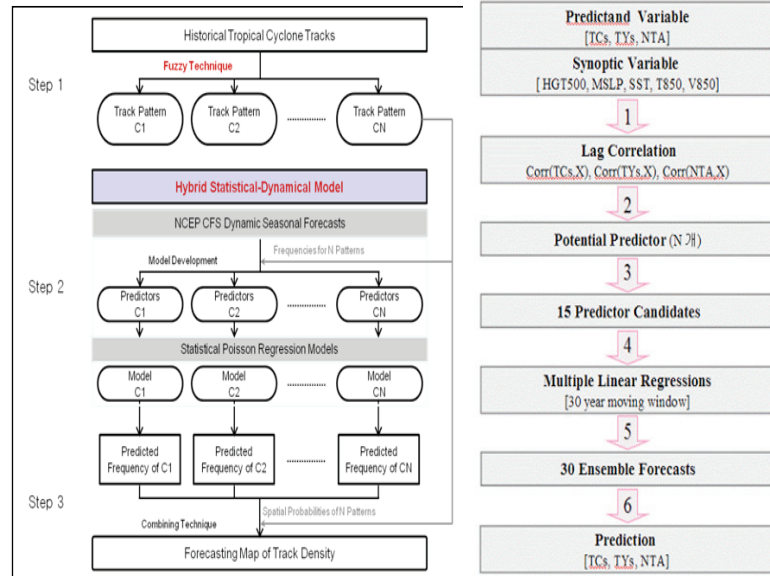 Historical Tropical Cyclone Tracks
Fuzzy Technique
Step 1
Track Pattern
C1
Track Pattern
C2
Track Pattern
CN
Hybrid Statistical-Dynamical Model
NCEP CFS Dynamic Seasonal Forecasts
Frequencies for N Patterns
Model Development
Step 2
Predictors
C1
Predictors
C2
Predictors
CN
Statistical Poisson Regression Models
Model
C1
Model
C2
Model
CN
Predicted
Frequency of C1
Predicted
Frequency of C2
Predicted
Frequency of CN
Step 3
Spatial Probabilities of N Patterns
Combining Technique
Forecasting Map of Track Density
Predictand Variable
[TCs, TYs, NTA]
Synoptic Variable
[ HGT500, MSLP, SST, T850, V850]
1
Lag Correlation
Corr(TCs,X), Corr(TYs,X), Corr(NTA,X)
2
Potential Predictor (N 개)
3
15 Predictor Candidates
4
Multiple Linear Regressions
[30 year moving window]
5
30 Ensemble Forecasts
6
Prediction
[TCs, TYs, NTA]